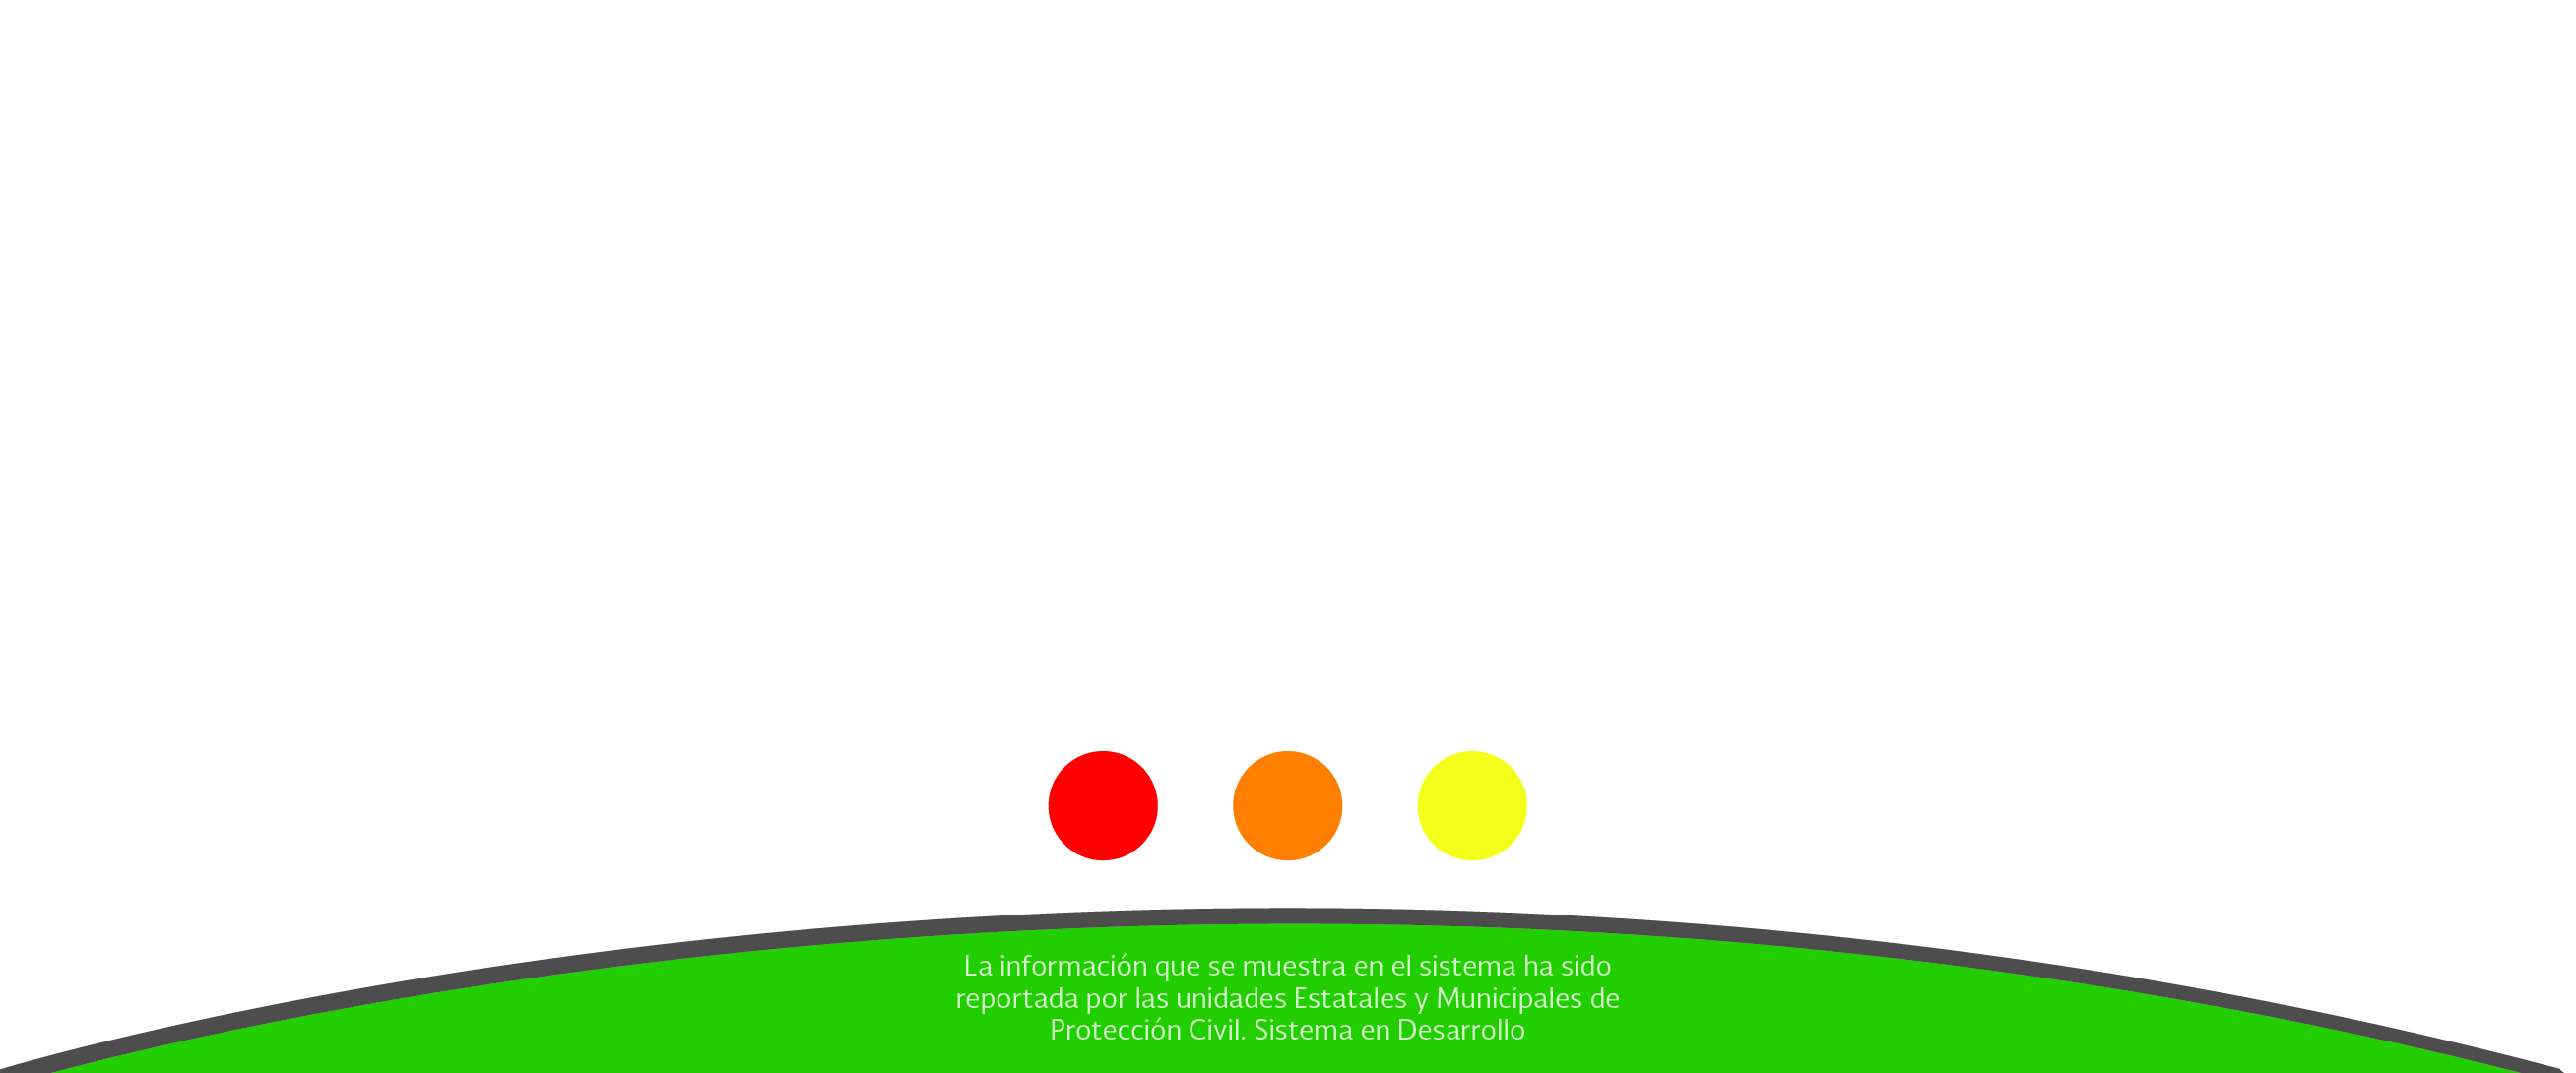 La información que se muestra en el sistema ha sido
reportada por las unidades Estatales y Municipales de
Protección Civil. Sistema en Desarrollo